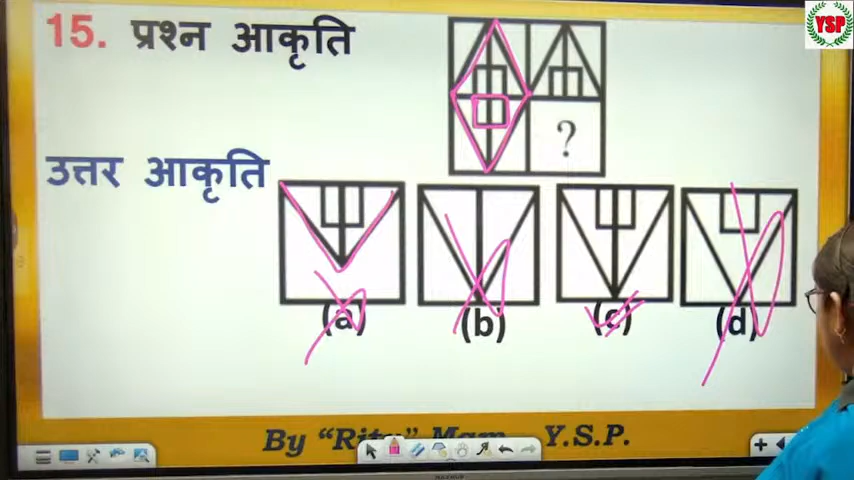 YSP
15. प्रश्न आकृति
?
उत्तर आकृति
(a) (b) (c) (d)
By “Ritu” Mam Y.S.P.